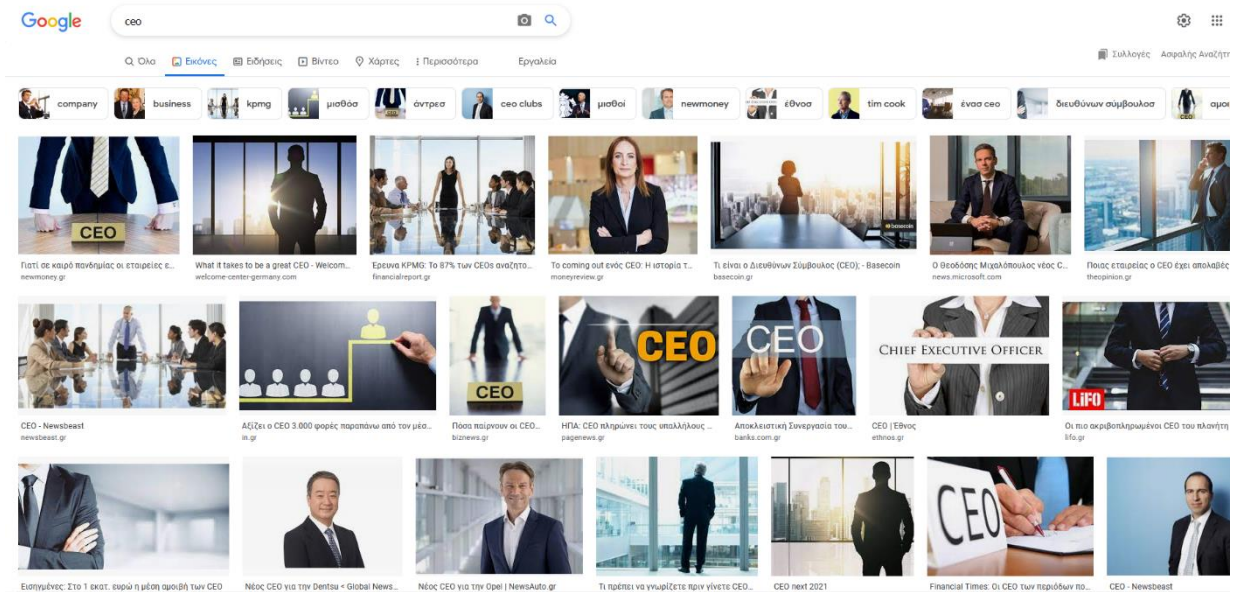 Google
ceo
Όλα
Εικόνες
Ειδήσεις
Βίντεο
Χάρτες
Περισσότερα
Εργαλεία
Συλλογές
Ασφαλής Αναζήτη
company
business
kpmg
μισθόσ
άντρεσ
ceo clubs
μισθοί
newmoney
έθνοσ
tim cook
ένασ ceo
διευθύνων σύμβουλοσ
αμοι
CEO
basecoin
Γιατί σε καιρό πανδημίας οι εταιρείες ε...
newmoney.gr
What it takes to be a great CEO - Welcom...
welcome-center-germany.com
Έρευνα KPMG: Το 87% των CEOs αναζητο...
financialreport.gr
Το coming out ενός CEO: Η ιστορία τ...
moneyreview.gr
Τι είναι ο Διευθύνων Σύμβουλος (CEO); - Basecoin
basecoin.gr
Ο Θεοδόσης Μιχαλόπουλος νέος C...
news.microsoft.com
Ποιας εταιρείας ο CEO έχει απολαβές
theopinion.gr
CEO
CEO
CEO
CHIEF EXECUTIVE OFFICER
LiFO
CEO - Newsbeast
newsbeast.gr
Αξίζει ο CEO 3.000 φορές παραπάνω από τον μέσ...
in.gr
Πόσα παίρνουν οι CEO...
biznews.gr
ΗΠΑ: CEO πληρώνει τους υπαλλήλους ...
pagenews.gr
Αποκλειστική Συνεργασία του...
banks.com.gr
CEO | Έθνος
ethnos.gr
Οι πιο ακριβοπληρωμένοι CEO του πλανήτη
lifo.gr
CEO
Εισηγμένες: Στο 1 εκατ. ευρώ η μέση αμοιβή των CEO
Νέος CEO για την Dentsu < Global News...
Νέος CEO για την Opel | NewsAuto.gr
Τι πρέπει να γνωρίζετε πριν γίνετε CEO...
CEO next 2021
Financial Times: Οι CEO των περιόδων πο...
CEO - Newsbeast